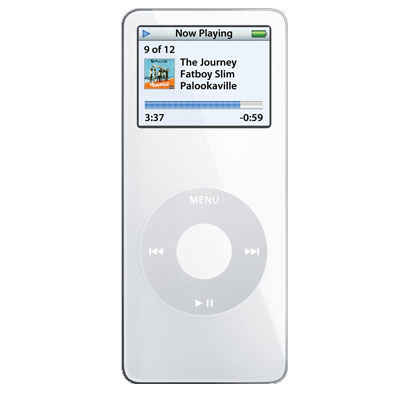 Now Playing
9 of 12
The Journey
Fatboy Slim
Palookaville
3:37 -0:59
MENU